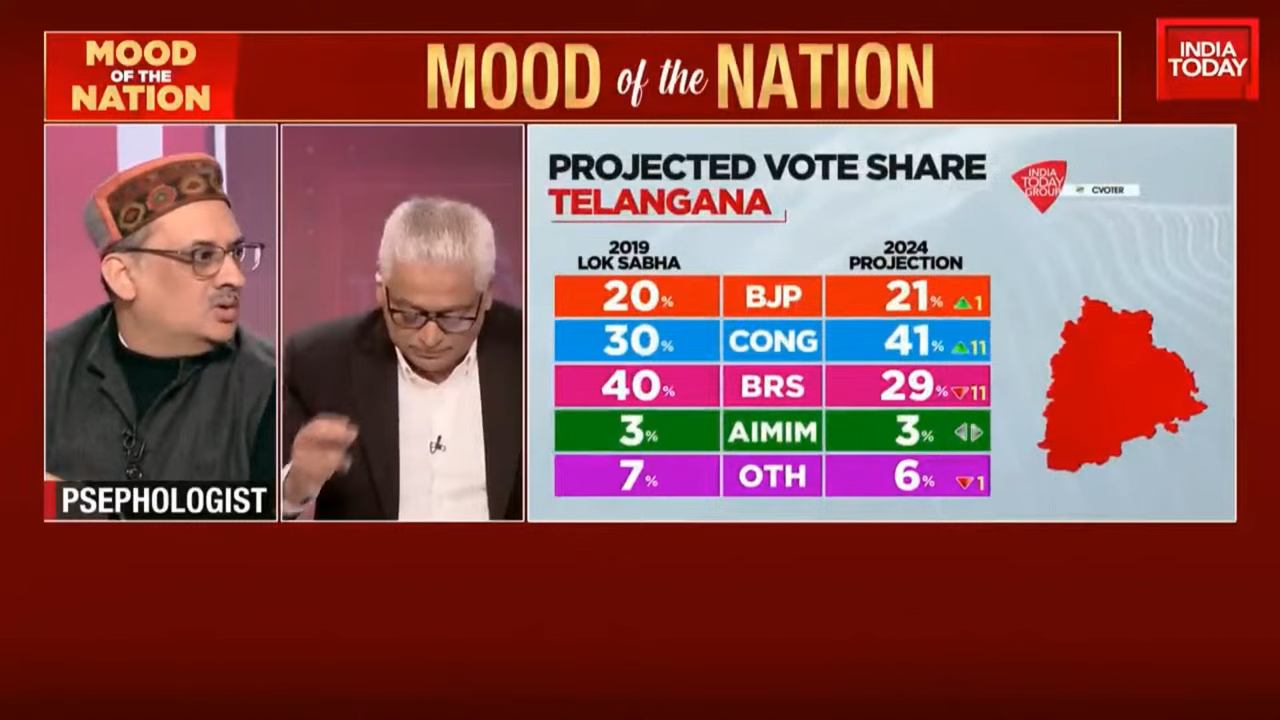 MOOD
OF THE
NATION
MOOD of the NATION
INDIA
TODAY
PSEPHOLOGIST
PROJECTED VOTE SHARE
TELANGANA
INDIA
TODAY
GROUP
CVOTER
2019
LOK SABHA
2024
PROJECTION
20% BJP 21% 1
30% CONG 41% 11
40% BRS 29% 11
3% AIMIM 3%
7% OTH 6% 1